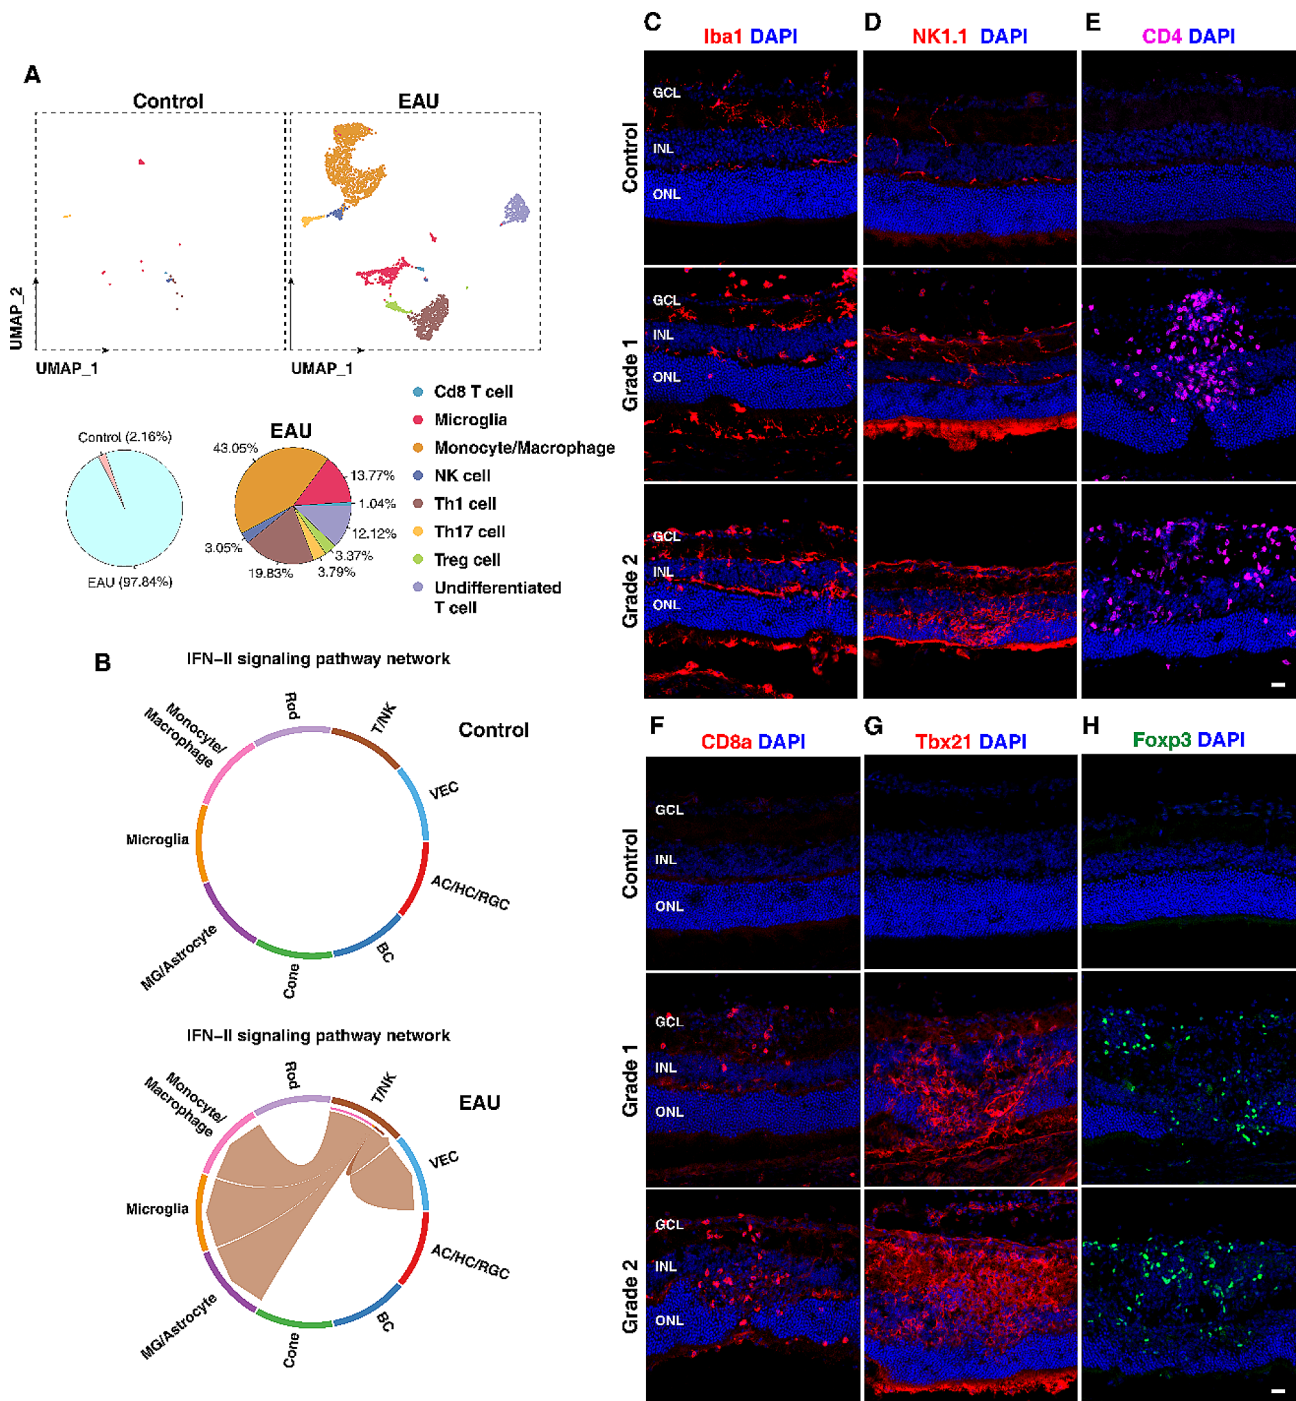 A
Control
EAU
UMAP_2
UMAP_1
UMAP_1
Control (2.16%)
EAU (97.84%)
EAU
43.05%
13.77%
1.04%
12.12%
3.37%
3.79%
19.83%
3.05%
Cd8 T cell
Microglia
Monocyte/Macrophage
NK cell
Th1 cell
Th17 cell
Treg cell
Undifferentiated
T cell
B
IFN-II signaling pathway network
Control
Rod
T/NK
VEC
AC/HC/RGC
BC
Cone
MG/Astrocyte
Microglia
Monocyte/
Macrophage
IFN-II signaling pathway network
EAU
Rod
T/NK
VEC
AC/HC/RGC
BC
Cone
MG/Astrocyte
Microglia
Monocyte/
Macrophage
C
Iba1 DAPI
D
NK1.1 DAPI
E
CD4 DAPI
Control
GCL
INL
ONL
Grade 1
GCL
INL
ONL
Grade 2
GCL
INL
ONL
F
CD8a DAPI
G
Tbx21 DAPI
H
Foxp3 DAPI
Control
GCL
INL
ONL
Grade 1
GCL
INL
ONL
Grade 2
GCL
INL
ONL